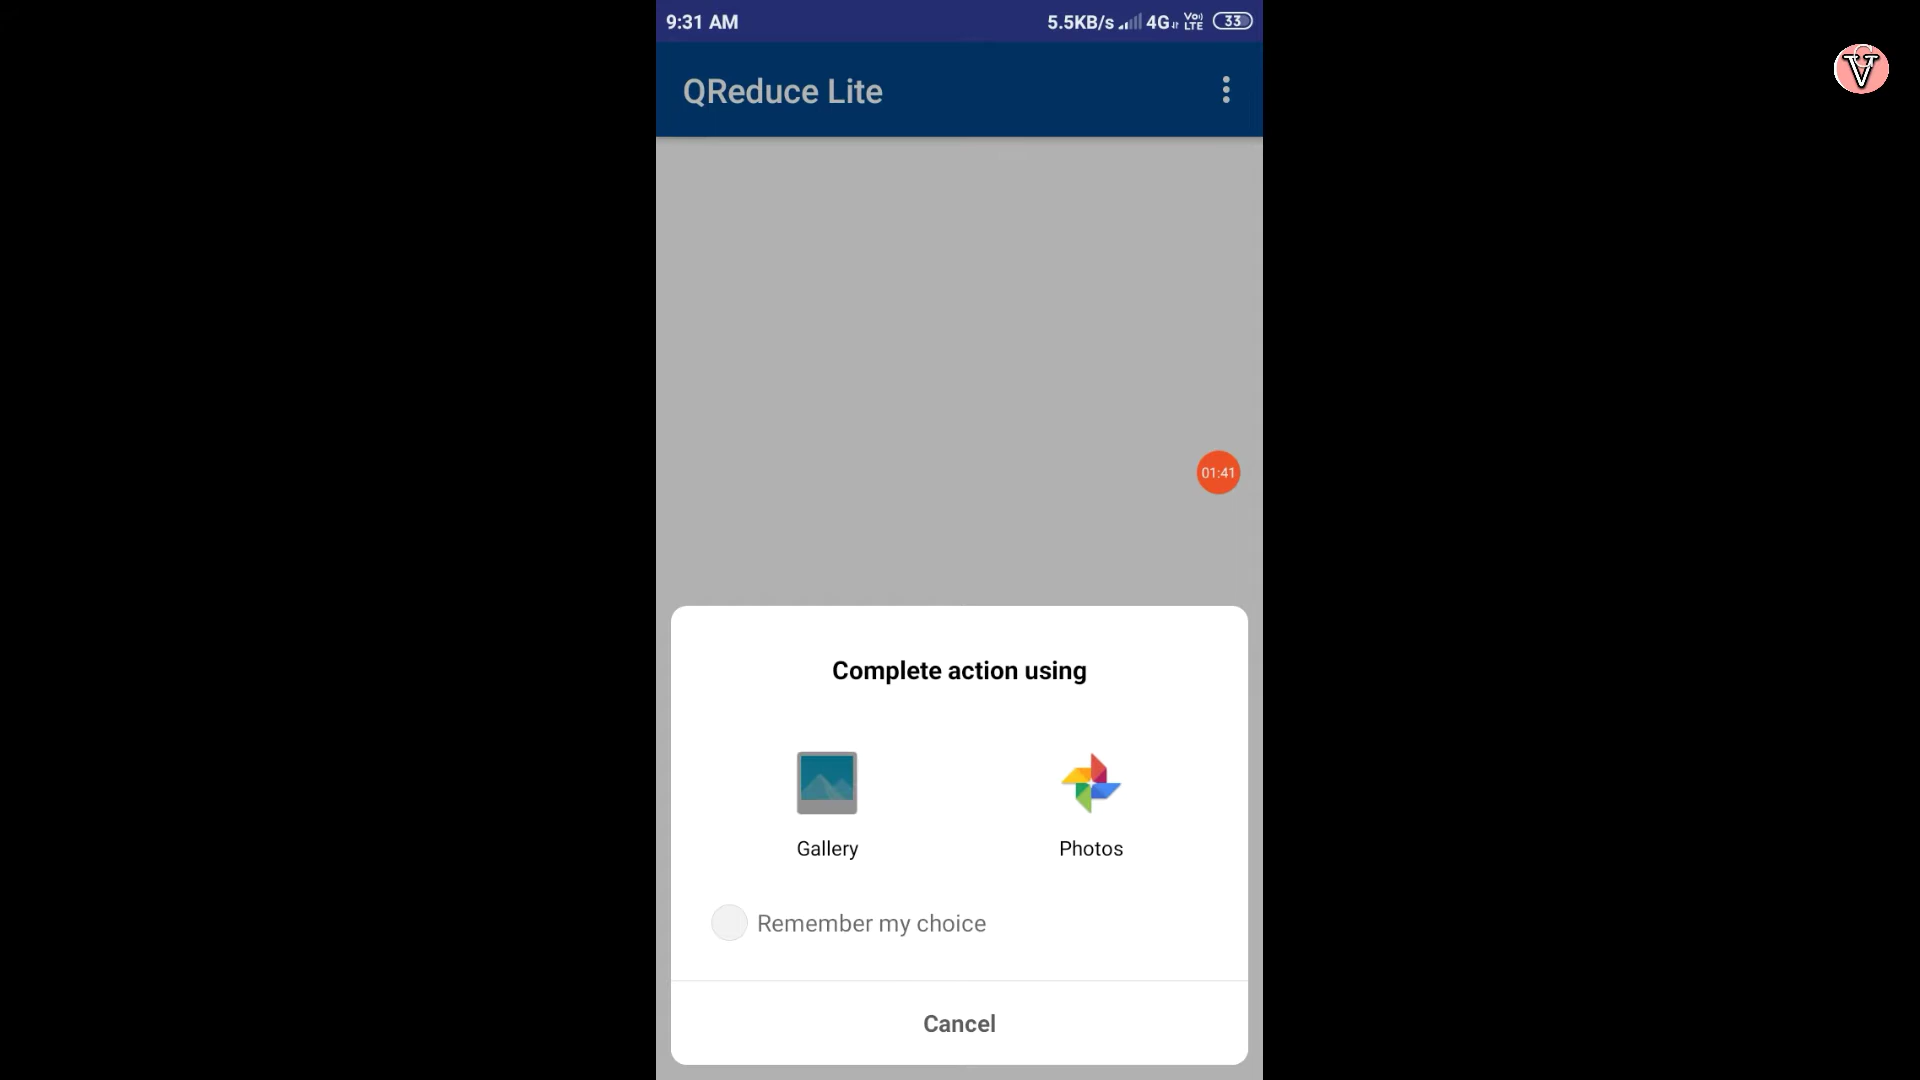 9:31 AM 5.5KB/s 4G Vo) LTE 33
QReduce Lite
01:41
Complete action using
Gallery Photos
Remember my choice
Cancel